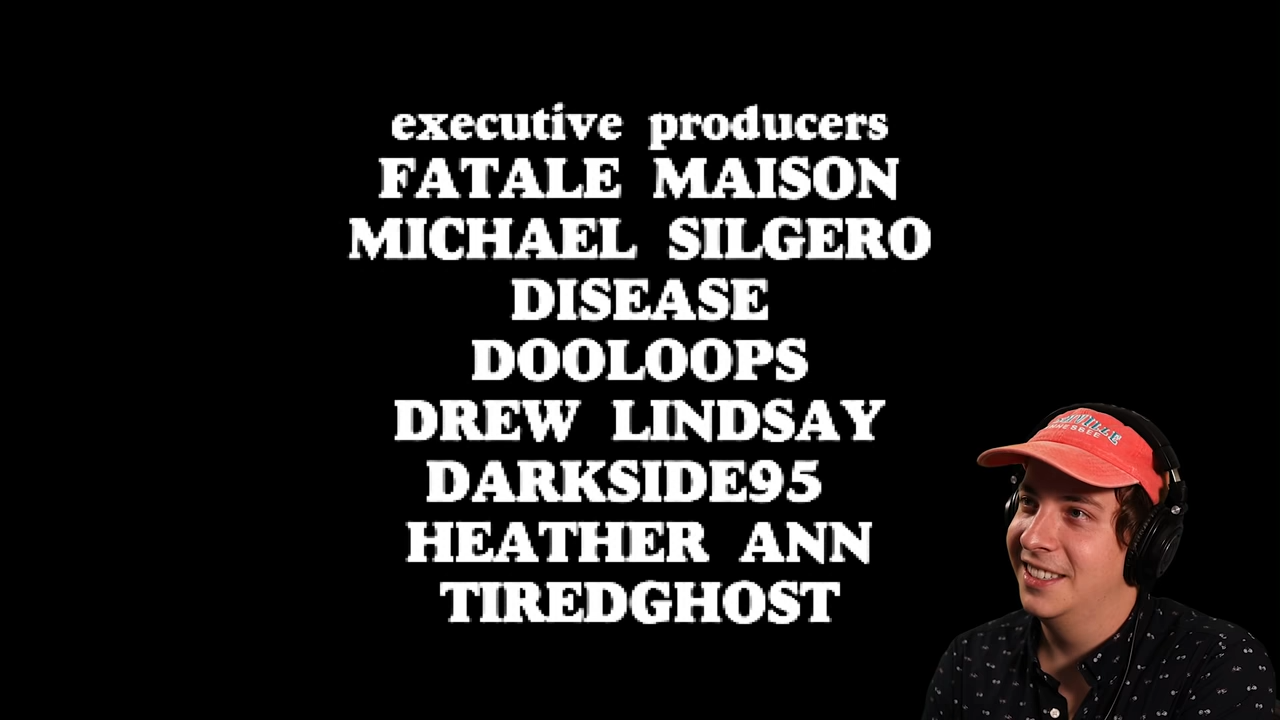 executive producers
FATALE MAISON
MICHAEL SILGERO
DISEASE
DOOLOOPS
DREW LINDSAY
DARKSIDE95
HEATHER ANN
TIREDGHOST